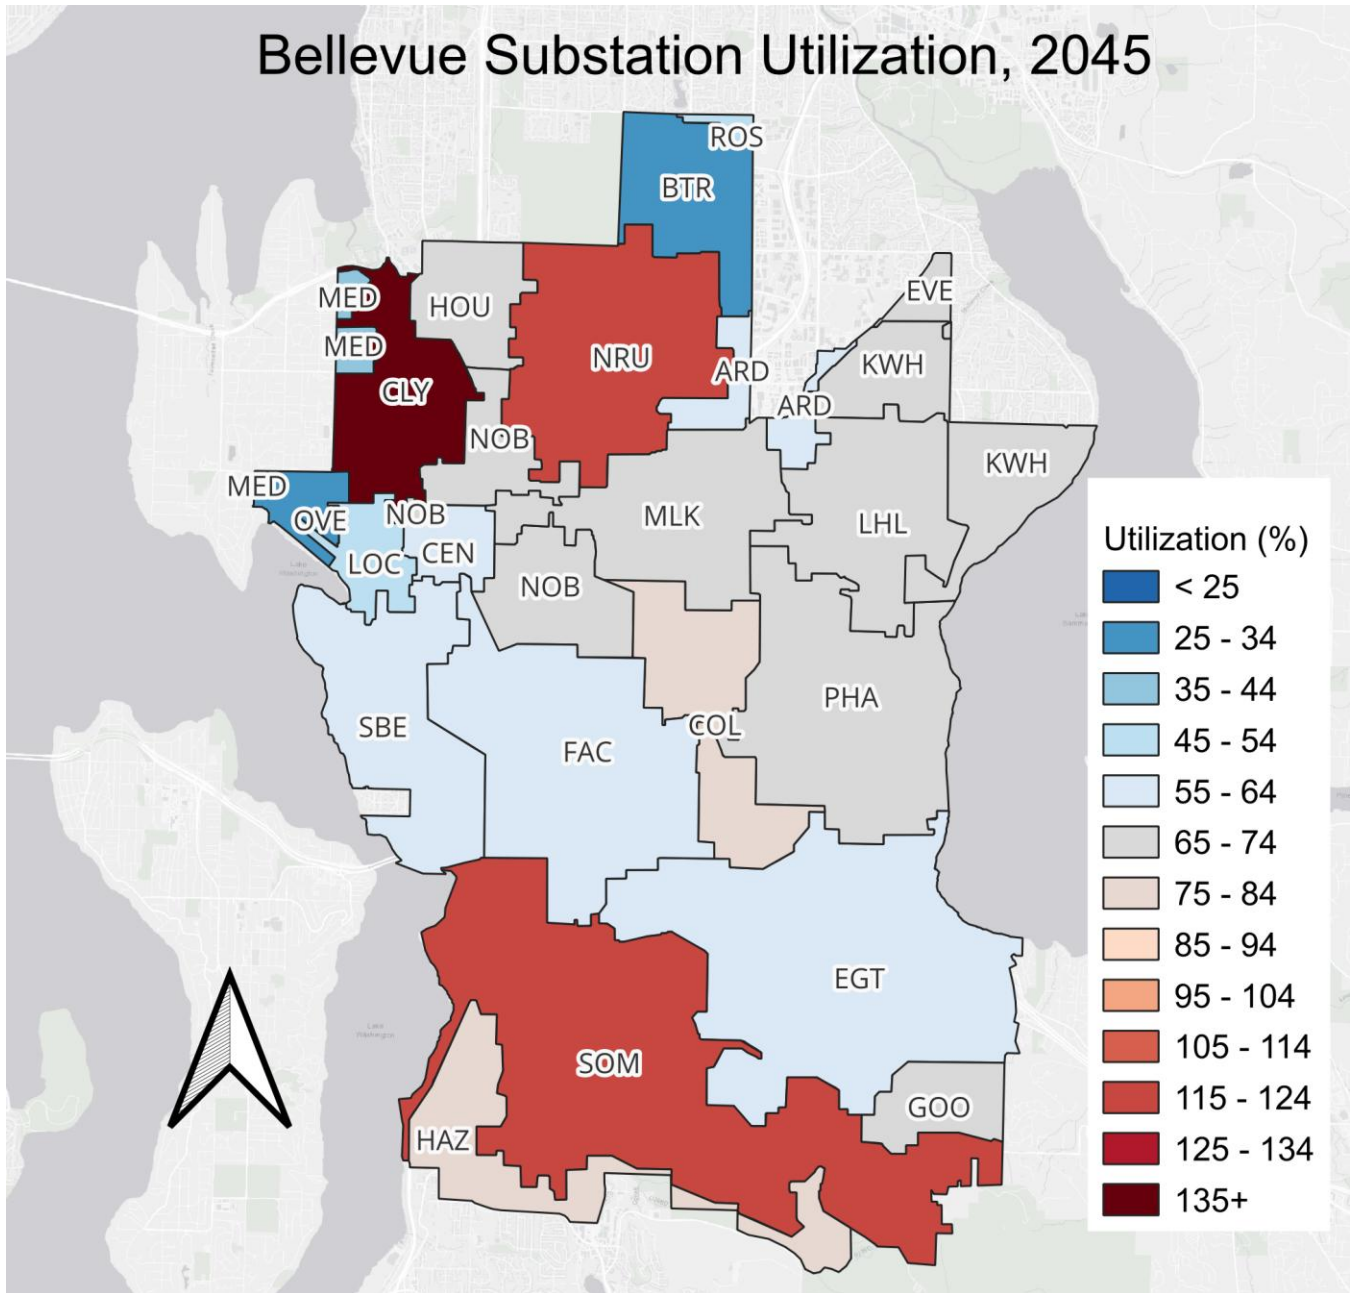 Bellevue Substation Utilization, 2045
ROS
BTR
EVE
MED
HOU
MED
NRU
KWH
ARD
CLY
ARD
NOB
KWH
MED
NOB
OVE
MLK
LHL
CEN
LOC
NOB
PHA
SBE
COL
FAC
EGT
SOM
GOO
HAZ
Lake
Washington
Utilization (%)
< 25
25 - 34
35 - 44
45 - 54
55 - 64
65 - 74
75 - 84
85 - 94
95 - 104
105 - 114
115 - 124
125 - 134
135+